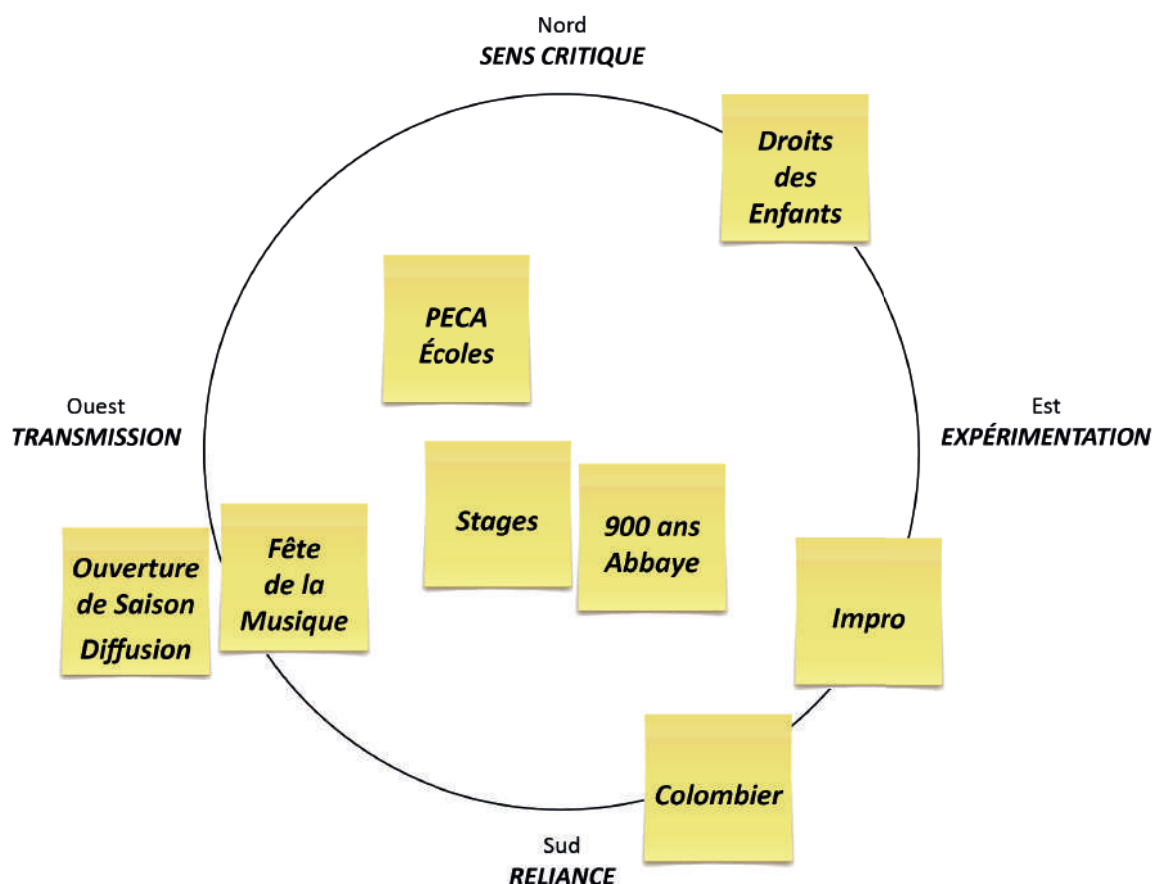 Nord
SENS CRITIQUE
Droits
des
Enfants
PECA
Écoles
Ouest
TRANSMISSION
Est
EXPÉRIMENTATION
Stages
900 ans
Abbaye
Fête
de la
Musique
Ouverture
de Saison
Diffusion
Impro
Colombier
Sud
RELIANCE